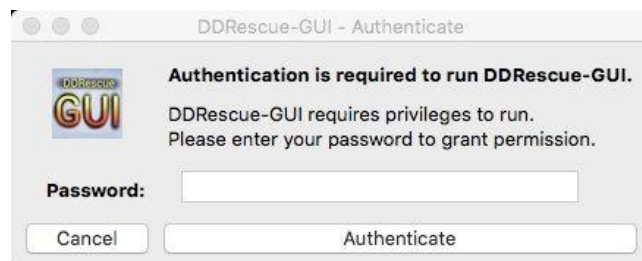 DDRescue-GUI - Authenticate
DDRescue
GUI
Authentication is required to run DDRescue-GUI.
DDRescue-GUI requires privileges to run.
Please enter your password to grant permission.
Password:
Cancel
Authenticate